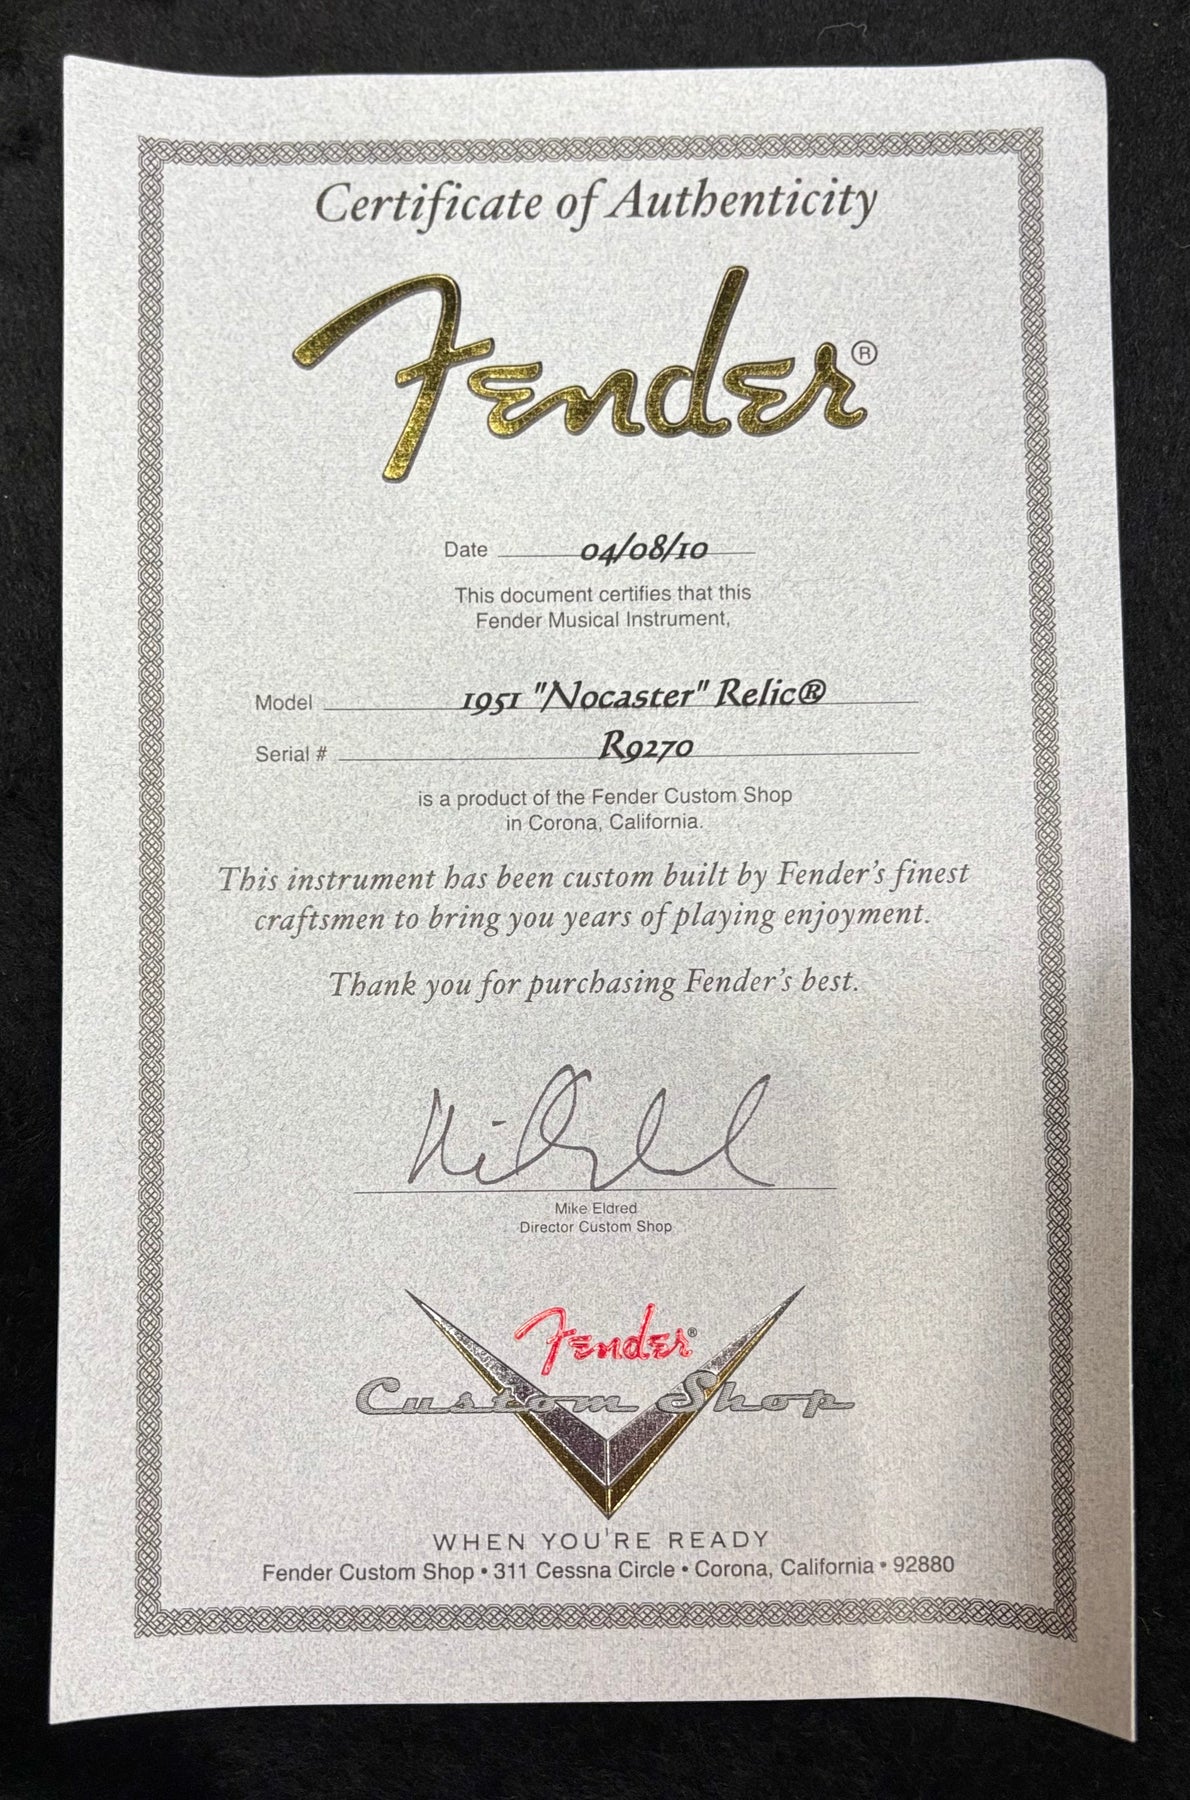 Certificate of Authenticity
Fender®
Date 04/08/10
This document certifies that this
Fender Musical Instrument,
Model 1951 "Nocaster" Relic®
Serial # R9270
is a product of the Fender Custom Shop
in Corona, California.
This instrument has been custom built by Fender's finest
craftsmen to bring you years of playing enjoyment.
Thank you for purchasing Fender's best.
Mike Eldred
Director Custom Shop
Fender®
Custom Shop
WHEN YOU'RE READY
Fender Custom Shop • 311 Cessna Circle • Corona, California • 92880